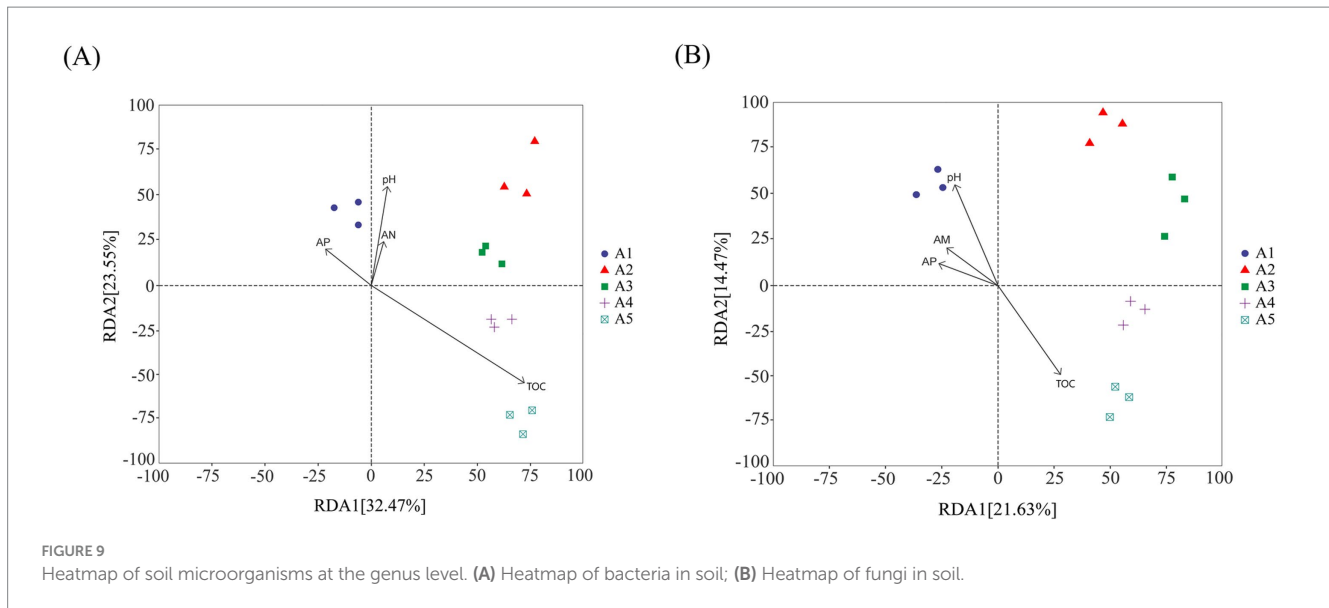 (A)
100
75
50
25
0
-25
-50
-75
-100
-100
-75
-50
-25
0
25
50
75
100
RDA2[23.55%]
RDA1[32.47%]
pH
AN
AP
TOC
A1
A2
A3
A4
A5
(B)
100
75
50
25
0
-25
-50
-75
-100
-100
-75
-50
-25
0
25
50
75
100
RDA2[14.47%]
RDA1[21.63%]
pH
AM
AP
TOC
A1
A2
A3
A4
A5
FIGURE 9
Heatmap of soil microorganisms at the genus level. (A) Heatmap of bacteria in soil; (B) Heatmap of fungi in soil.